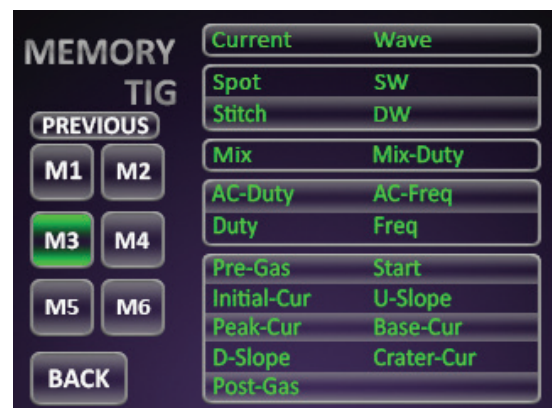 MEMORY
TIG
PREVIOUS
M1 M2
M3 M4
M5 M6
BACK
Current Wave
Spot SW
Stitch DW
Mix Mix-Duty
AC-Duty AC-Freq
Duty Freq
Pre-Gas Start
Initial-Cur U-Slope
Peak-Cur Base-Cur
D-Slope Crater-Cur
Post-Gas